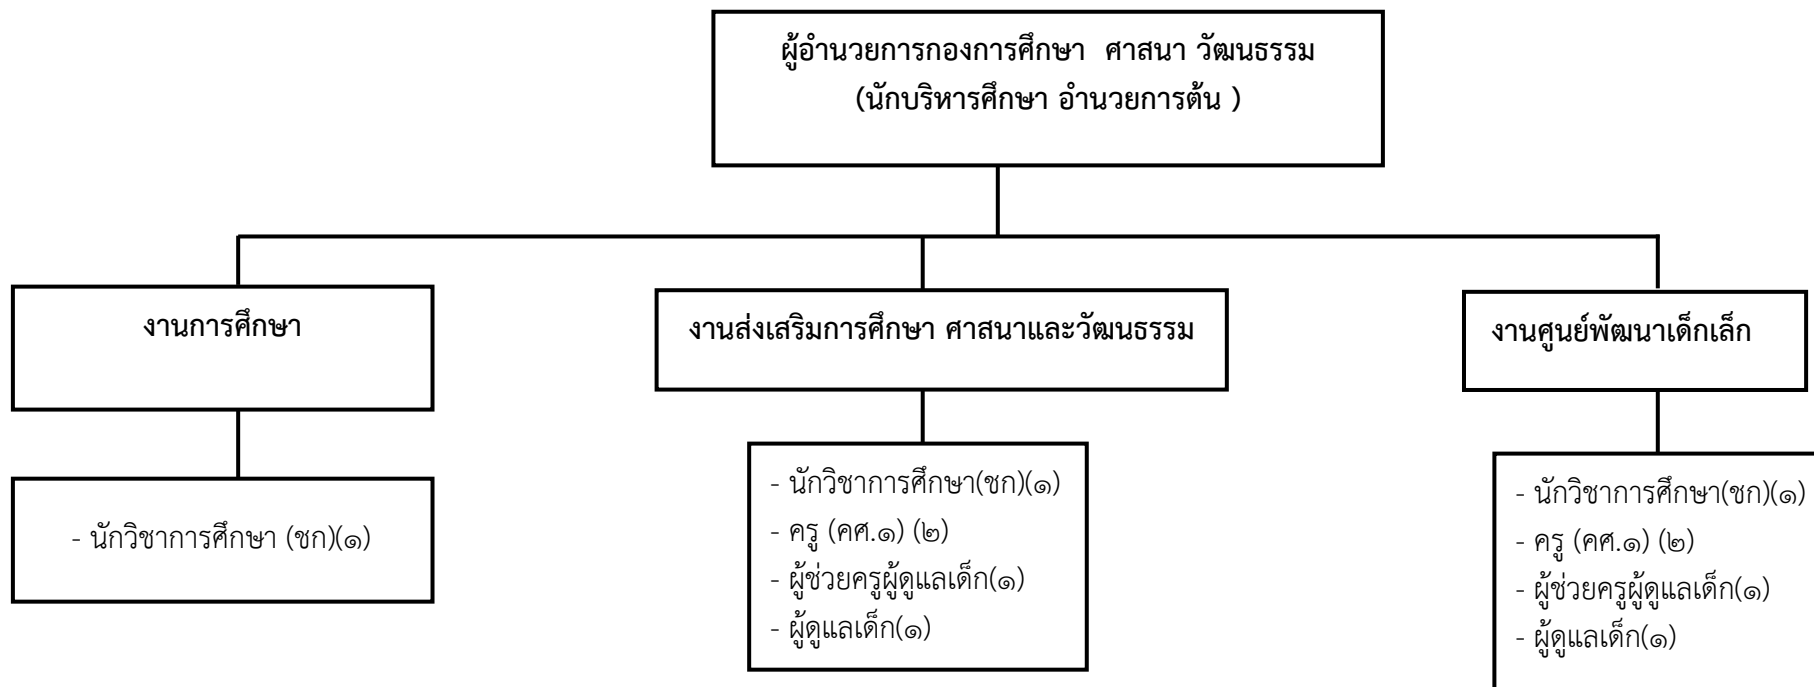 ผู้อำนวยการกองการศึกษา ศาสนา วัฒนธรรม
(นักบริหารศึกษา อำนวยการต้น )
งานการศึกษา
- นักวิชาการศึกษา (ชก)(๑)
งานส่งเสริมการศึกษา ศาสนาและวัฒนธรรม
- นักวิชาการศึกษา(ชก)(๑)
- ครู (คศ.๑) (๒)
- ผู้ช่วยครูผู้ดูแลเด็ก(๑)
- ผู้ดูแลเด็ก(๑)
งานศูนย์พัฒนาเด็กเล็ก
- นักวิชาการศึกษา(ชก)(๑)
- ครู (คศ.๑) (๒)
- ผู้ช่วยครูผู้ดูแลเด็ก(๑)
- ผู้ดูแลเด็ก(๑)